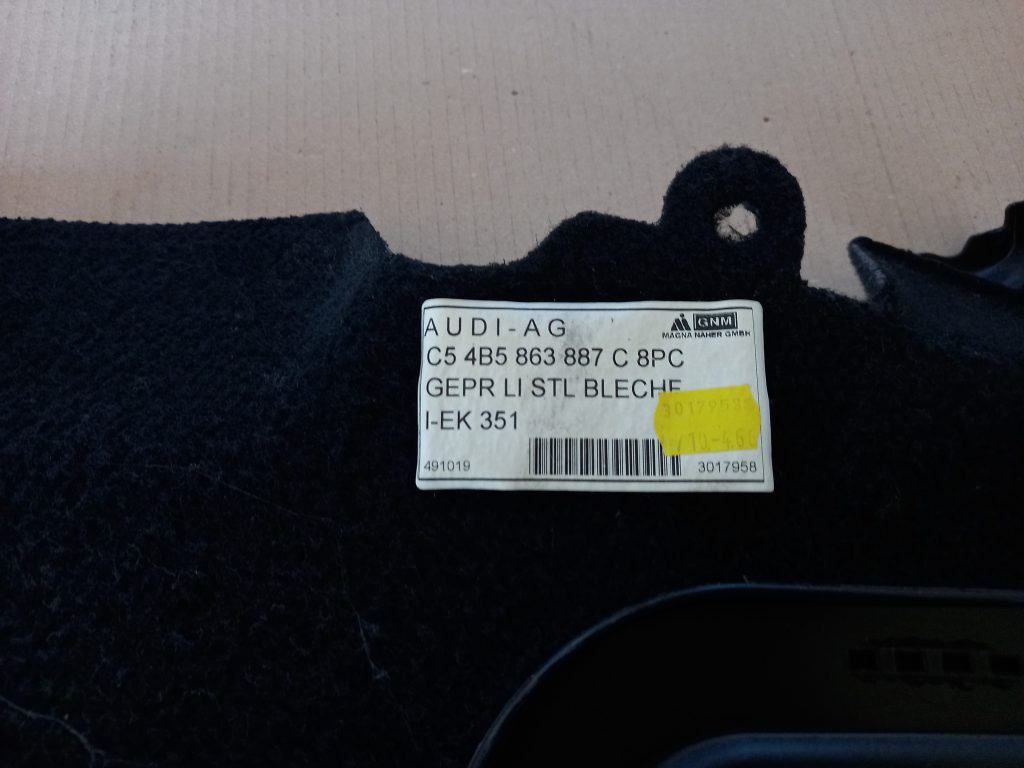 AUDI-AG
GNM
MAGNA NAHER GMBH
C5 4B5 863 887 C 8PC
GEPR LI STL BLECHE
I-EK 351
3017958
491019
3017958